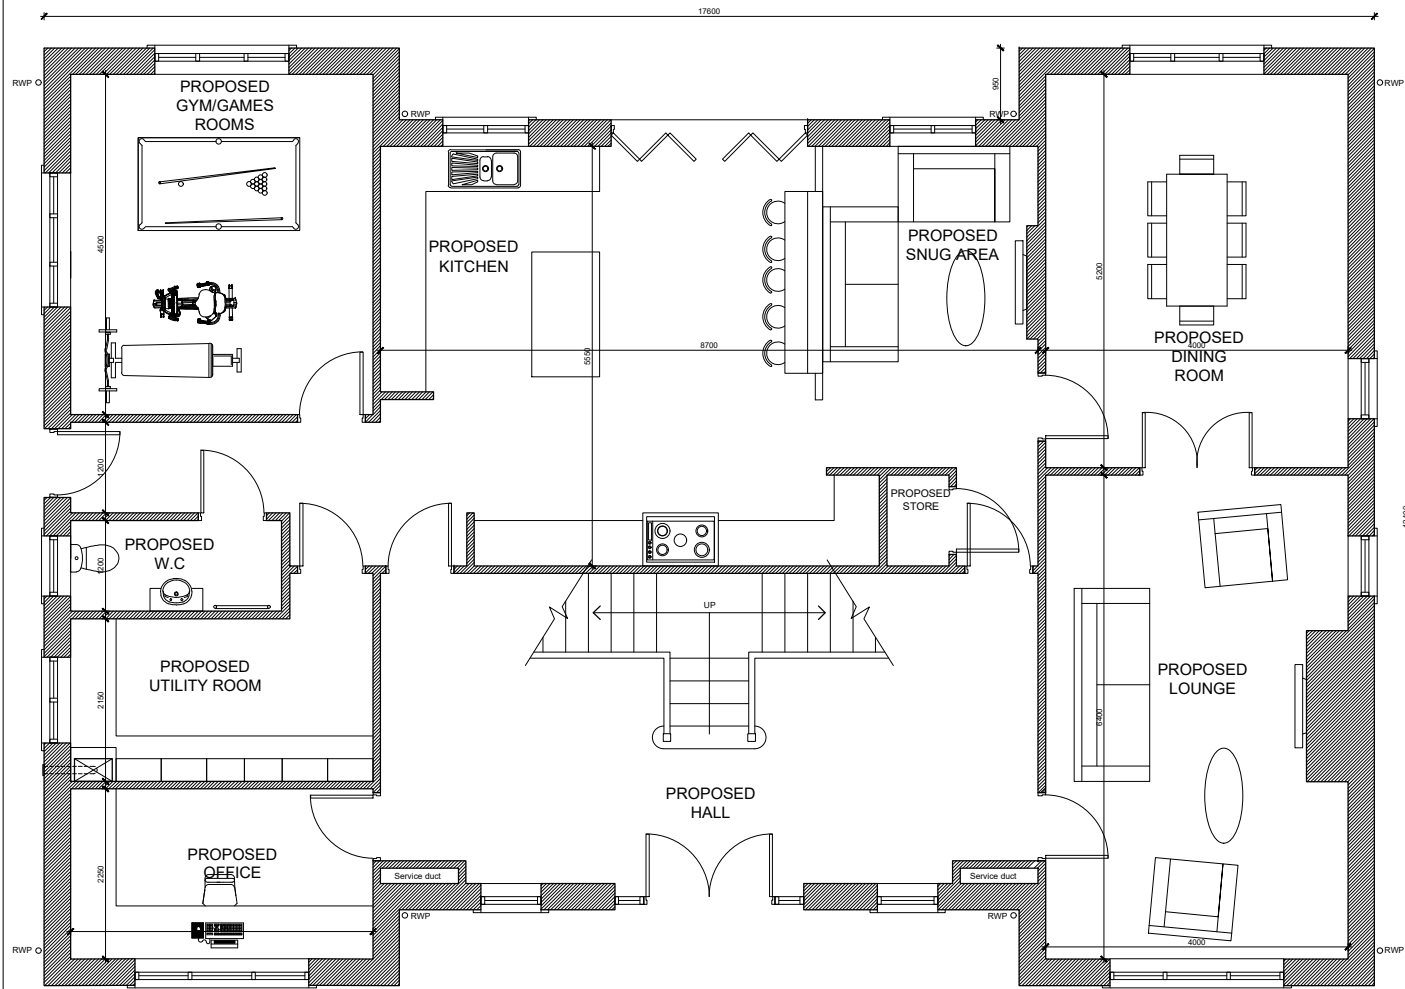 17600
RWP
RWP
PROPOSED
GYM/GAMES
ROOMS
950
RWP
RWP
4500
PROPOSED
KITCHEN
PROPOSED
SNUG AREA
5200
8700
5550
4000
PROPOSED
DINING
ROOM
1200
PROPOSED
STORE
PROPOSED
W.C
1200
UP
PROPOSED
UTILITY ROOM
2150
PROPOSED
LOUNGE
6400
PROPOSED
HALL
PROPOSED
OFFICE
2250
Service duct
Service duct
RWP
RWP
RWP
4000
RWP